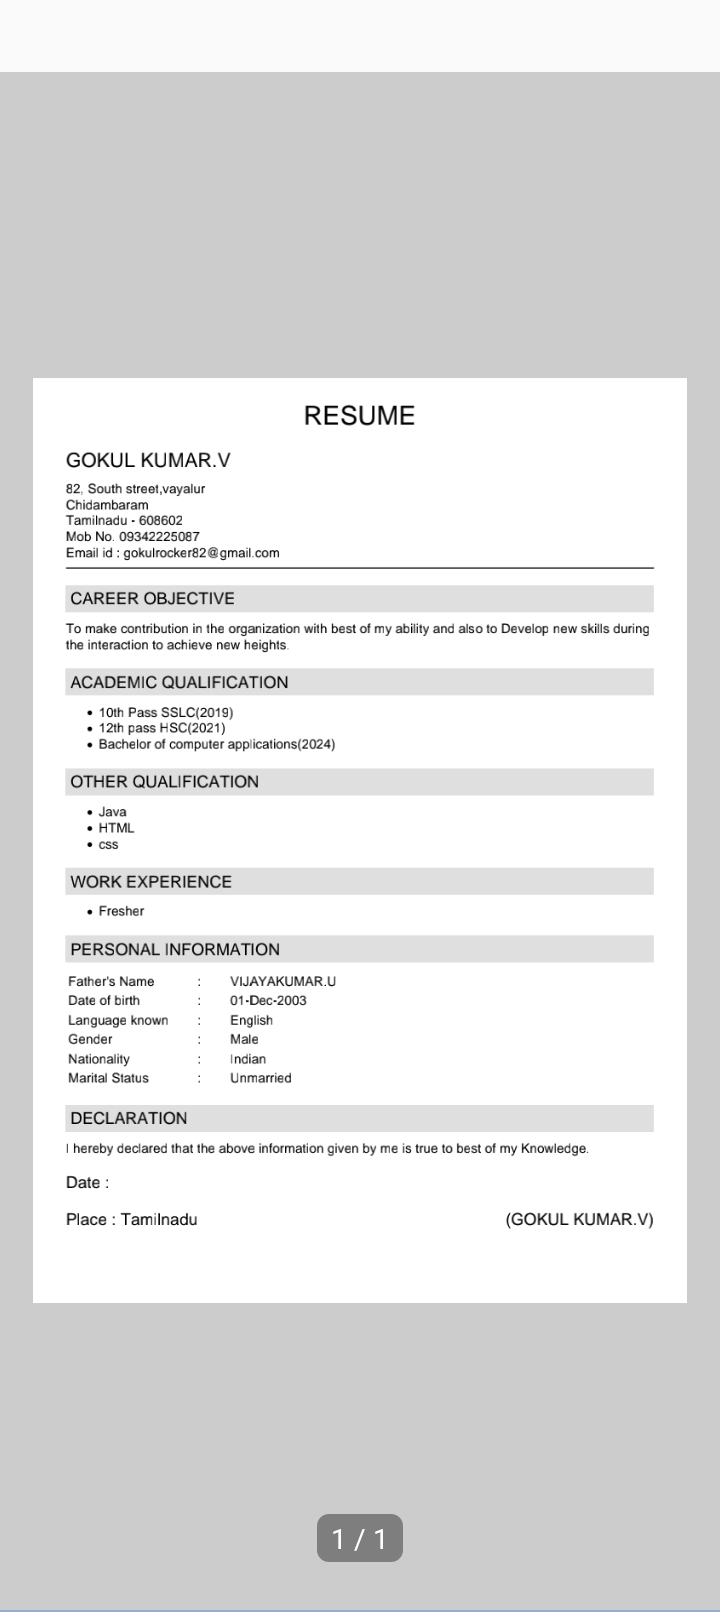 RESUME
GOKUL KUMAR.V
82, South street,vayalur
Chidambaram
Tamilnadu - 608602
Mob No. 09342225087
Email id : gokulrocker82@gmail.com
CAREER OBJECTIVE
To make contribution in the organization with best of my ability and also to Develop new skills during
the interaction to achieve new heights.
ACADEMIC QUALIFICATION
• 10th Pass SSLC(2019)
• 12th pass HSC(2021)
• Bachelor of computer applications(2024)
OTHER QUALIFICATION
• Java
• HTML
• css
WORK EXPERIENCE
• Fresher
PERSONAL INFORMATION
Father's Name : VIJAYAKUMAR.U
Date of birth : 01-Dec-2003
Language known : English
Gender : Male
Nationality : Indian
Marital Status : Unmarried
DECLARATION
I hereby declared that the above information given by me is true to best of my Knowledge.
Date :
Place : Tamilnadu (GOKUL KUMAR.V)
1 / 1